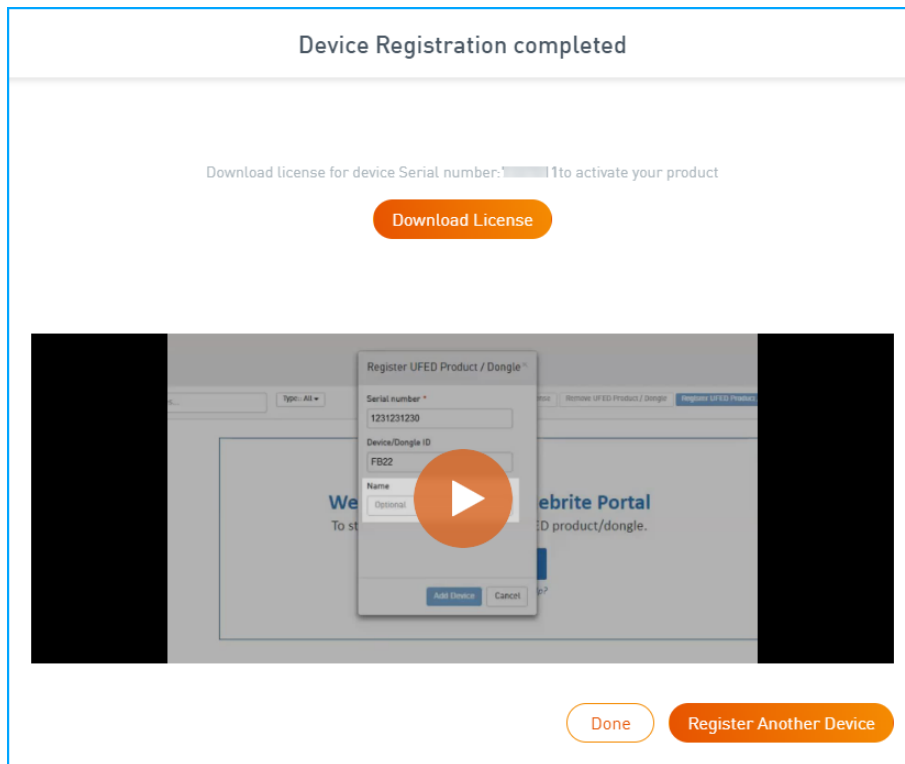 Device Registration completed
Download license for device Serial number: 1to activate your product
Download License
Register UFED Product / Dongle
Type: All
Remove UFED Product / Dongle
Register UFED Product
Serial number *
1231231230
Device/Dongle ID
FB22
Name
Optional
We ebrite Portal
To st ED product/dongle.
Add Device Cancel
Done Register Another Device